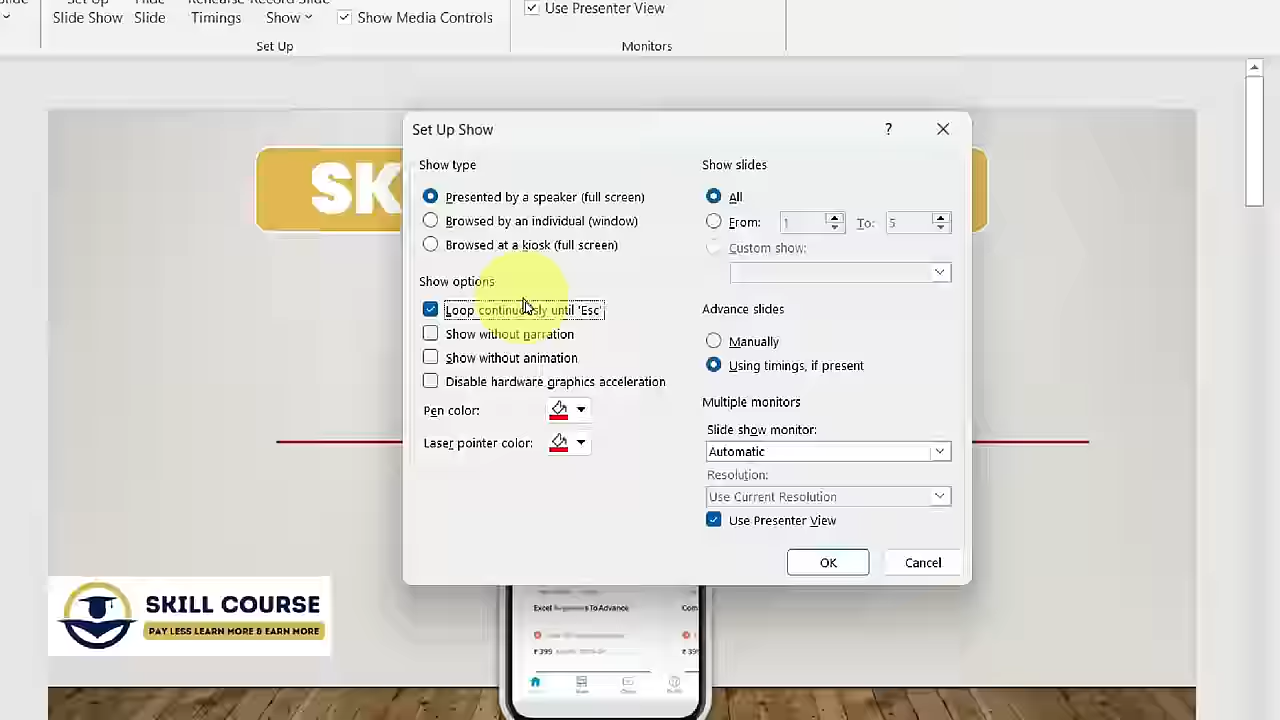 Set Up
Hide
Rehearse
Record Slide
Slide Show
Slide
Timings
Show
Show Media Controls
Use Presenter View
Set Up
Monitors
Set Up Show
?
Show type
Presented by a speaker (full screen)
Browsed by an individual (window)
Browsed at a kiosk (full screen)
Show options
Loop continuously until 'Esc'
Show without narration
Show without animation
Disable hardware graphics acceleration
Pen color:
Laser pointer color:
Show slides
All
From: 1 To: 5
Custom show:
Advance slides
Manually
Using timings, if present
Multiple monitors
Slide show monitor:
Automatic
Resolution:
Use Current Resolution
Use Presenter View
OK
Cancel
SK
SKILL COURSE
PAY LESS LEARN MORE & EARN MORE
Excel Beginners To Advance
Com
₹ 399
₹ 39